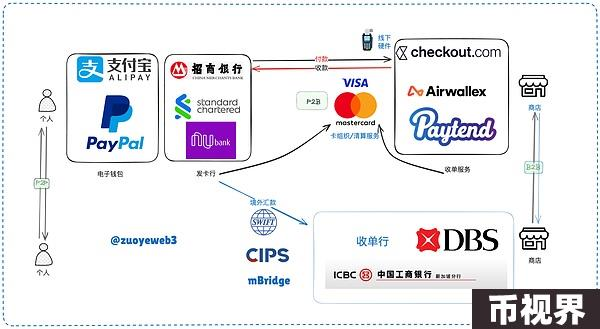 支付宝
ALIPAY
PayPal
电子钱包
招商银行
CHINA MERCHANTS BANK
standard
chartered
nu bank
发卡行
个人
P2P
个人
付款
收款
P2B
VISA
mastercard
卡组织/清算服务
线下
硬件
checkout.com
Airwallex
Paytend
收单服务
商店
B2B
商店
境外汇款
SWIFT
CIPS
mBridge
@zuoyeweb3
收单行
DBS
ICBC 中国工商银行 新加坡分行
币视界